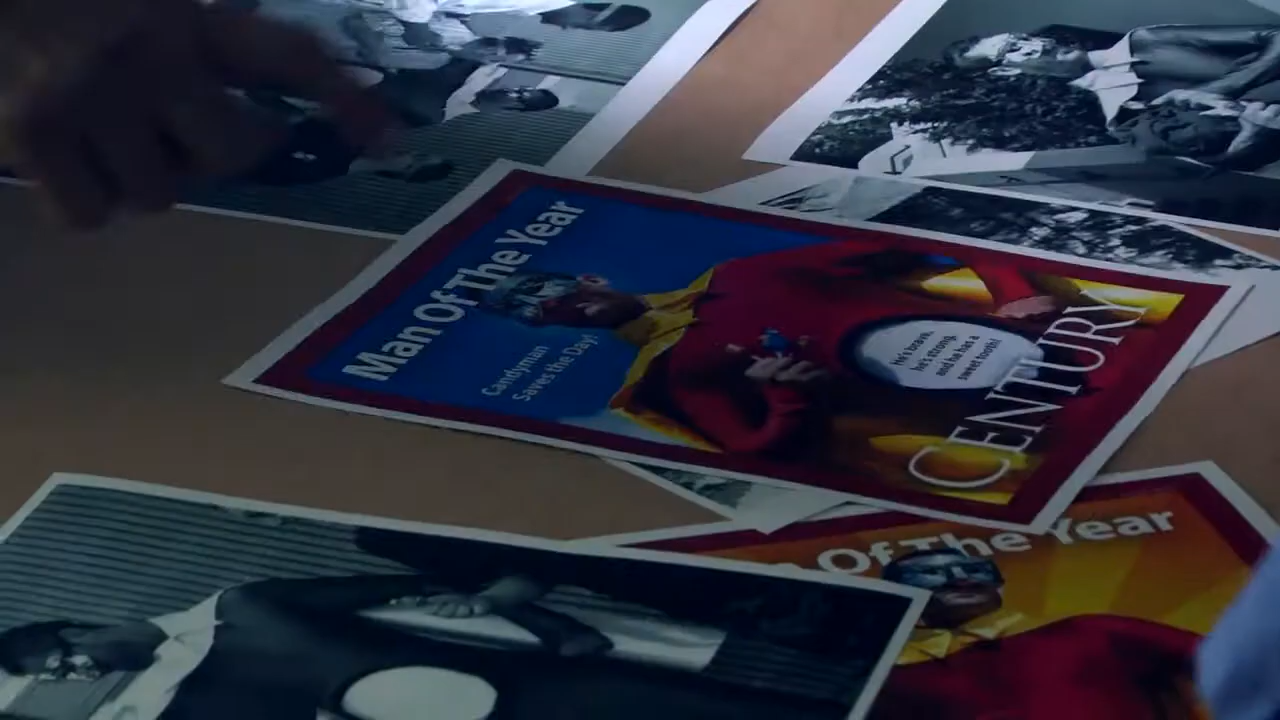 Man Of The Year
Candyman
Saves the Day!
He's brave,
he's strong,
and he has a
sweet tooth!
CENTURY
Of The Year